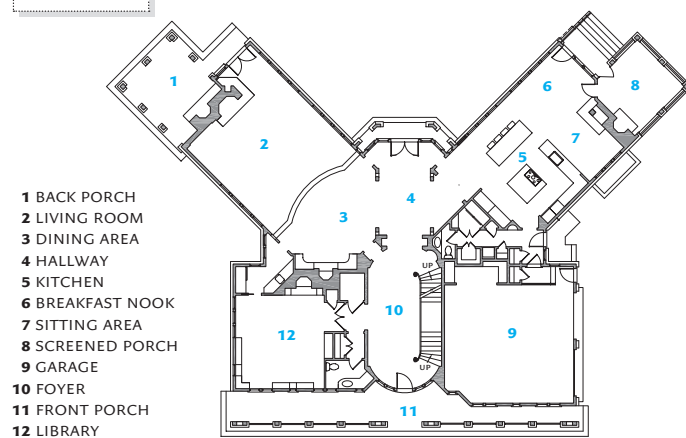 1
2
3
4
5
6
7
8
9
10
11
12
UP
UP
1 BACK PORCH
2 LIVING ROOM
3 DINING AREA
4 HALLWAY
5 KITCHEN
6 BREAKFAST NOOK
7 SITTING AREA
8 SCREENED PORCH
9 GARAGE
10 FOYER
11 FRONT PORCH
12 LIBRARY